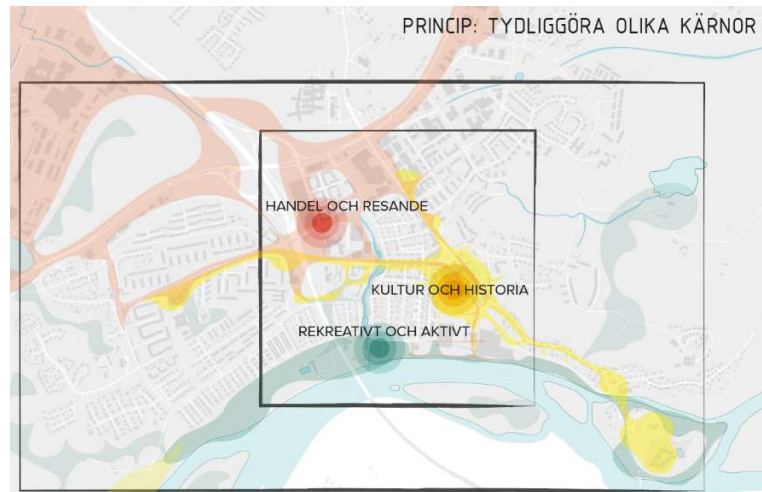 PRINCIP: TYDLIGGÖRA OLIKA KÄRNOR
HANDEL OCH RESANDE
KULTUR OCH HISTORIA
REKREATIVT OCH AKTIVT